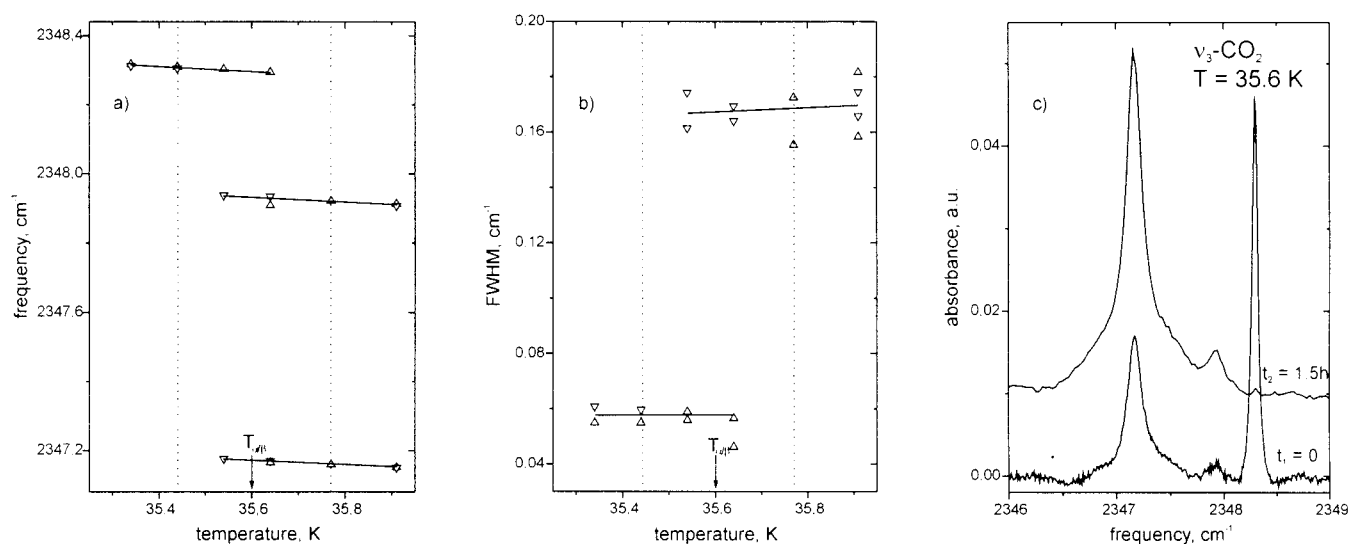 2348,4
2348,0
2347,6
2347,2
frequency, cm⁻¹
a)
35.4
35.6
35.8
temperature, K
0.20
0.16
0.12
0.08
0.04
FWHM, cm⁻¹
b)
35.4
35.6
35.8
temperature, K
ν₃-CO₂
T = 35.6 K
c)
0,04
0,02
0.00
absorbance, a.u.
t₂ = 1.5h
t₁ = 0
2346
2347
2348
2349
frequency, cm⁻¹